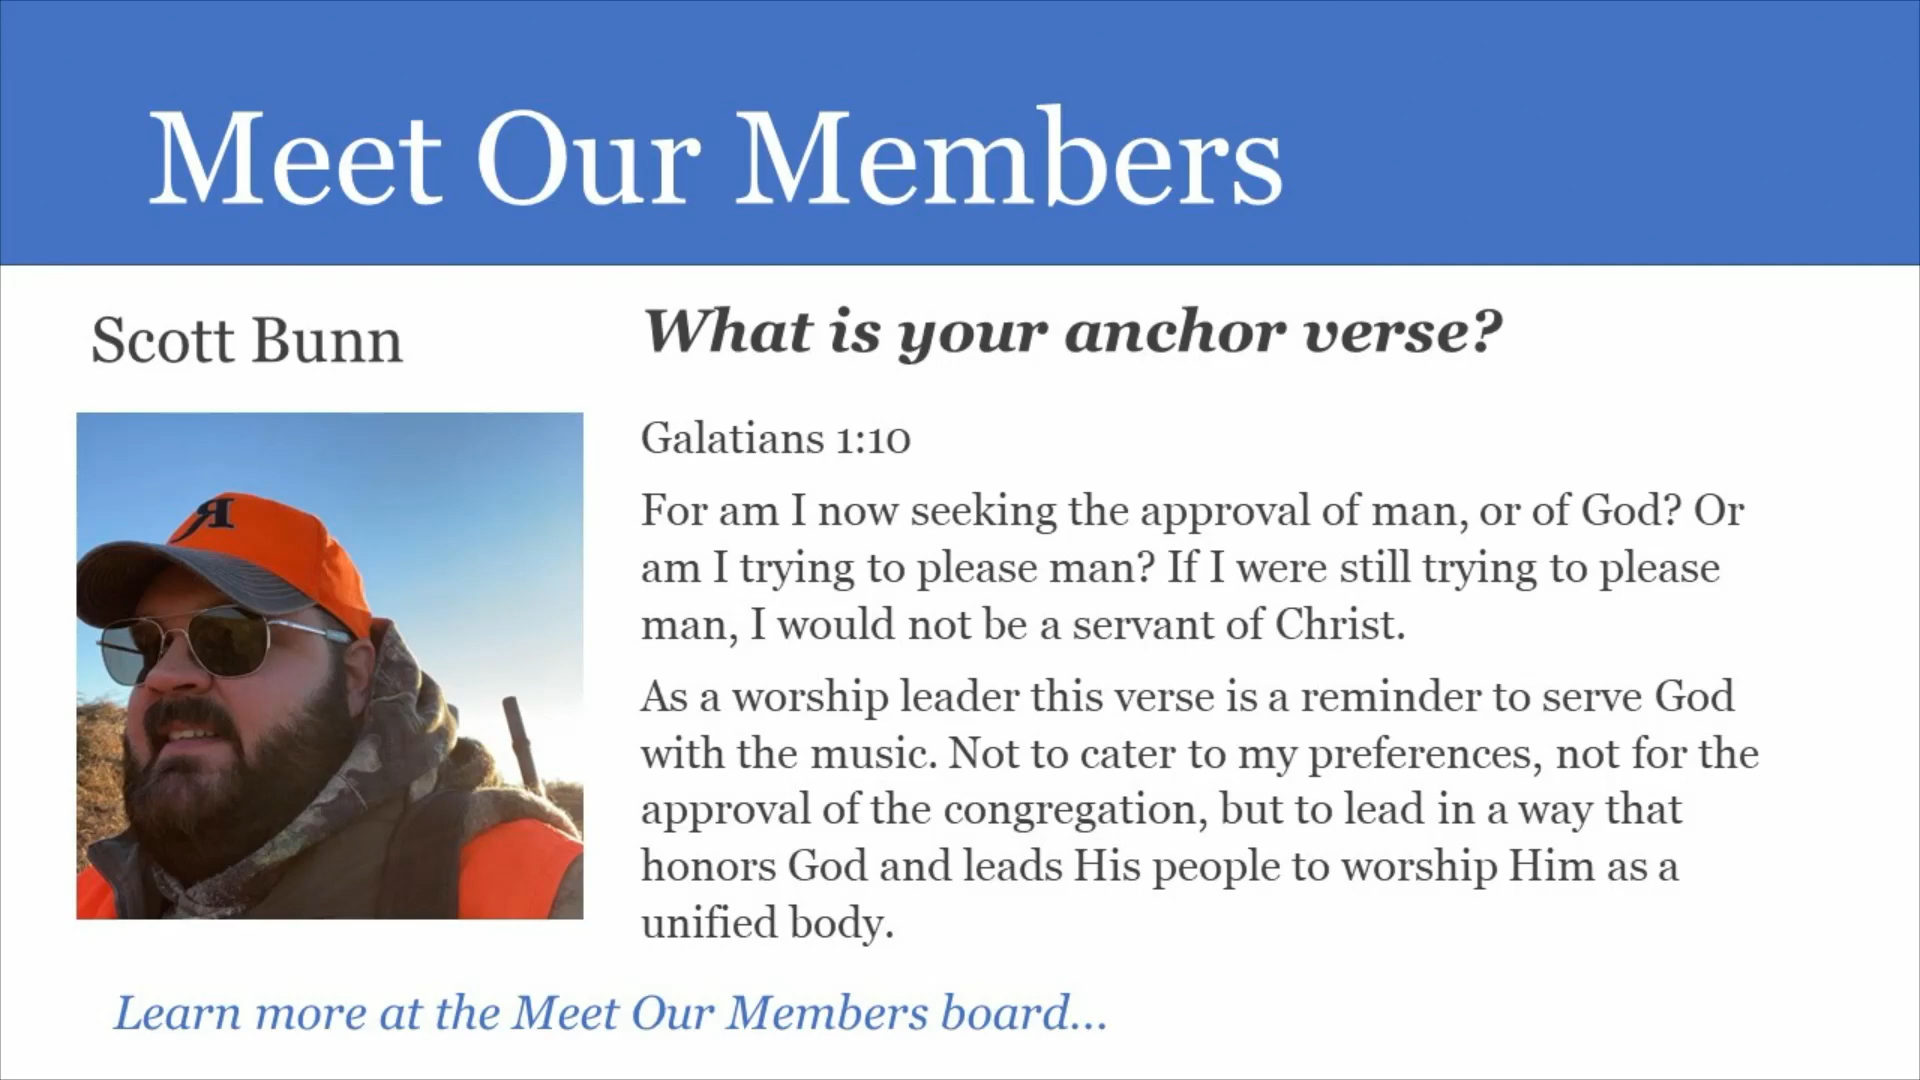 Meet Our Members
Scott Bunn
What is your anchor verse?
Galatians 1:10
For am I now seeking the approval of man, or of God? Or
am I trying to please man? If I were still trying to please
man, I would not be a servant of Christ.
As a worship leader this verse is a reminder to serve God
with the music. Not to cater to my preferences, not for the
approval of the congregation, but to lead in a way that
honors God and leads His people to worship Him as a
unified body.
Learn more at the Meet Our Members board...